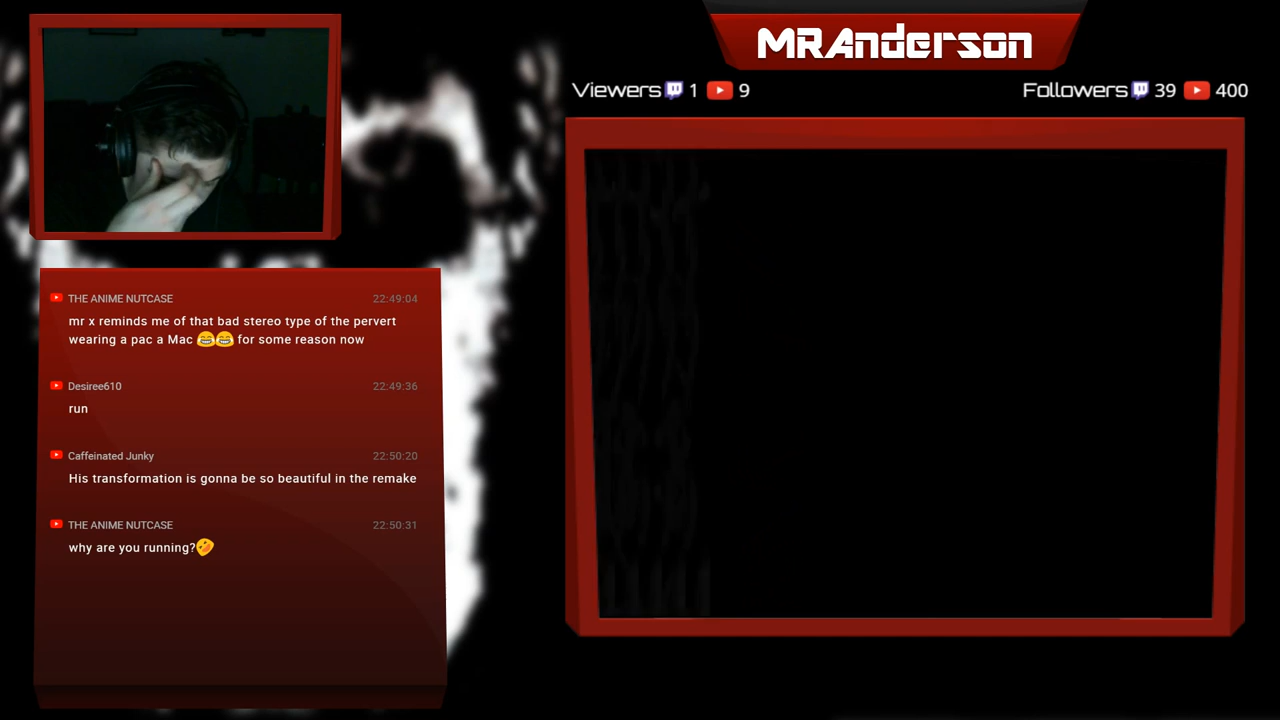 MRAnderson
Viewers 1 9
Followers 39 400
THE ANIME NUTCASE 22:49:04
mr x reminds me of that bad stereo type of the pervert
wearing a pac a Mac 😂😂 for some reason now
Desiree610 22:49:36
run
Caffeinated Junky 22:50:20
His transformation is gonna be so beautiful in the remake
THE ANIME NUTCASE 22:50:31
why are you running?